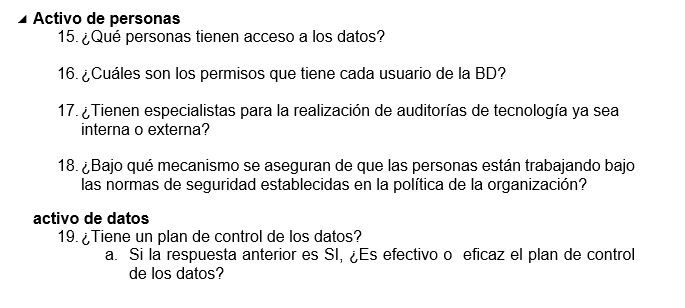 Activo de personas
15. ¿Qué personas tienen acceso a los datos?
16. ¿Cuáles son los permisos que tiene cada usuario de la BD?
17. ¿Tienen especialistas para la realización de auditorías de tecnología ya sea
interna o externa?
18. ¿Bajo qué mecanismo se aseguran de que las personas están trabajando bajo
las normas de seguridad establecidas en la política de la organización?
activo de datos
19. ¿Tiene un plan de control de los datos?
a. Si la respuesta anterior es SI, ¿Es efectivo o eficaz el plan de control
de los datos?